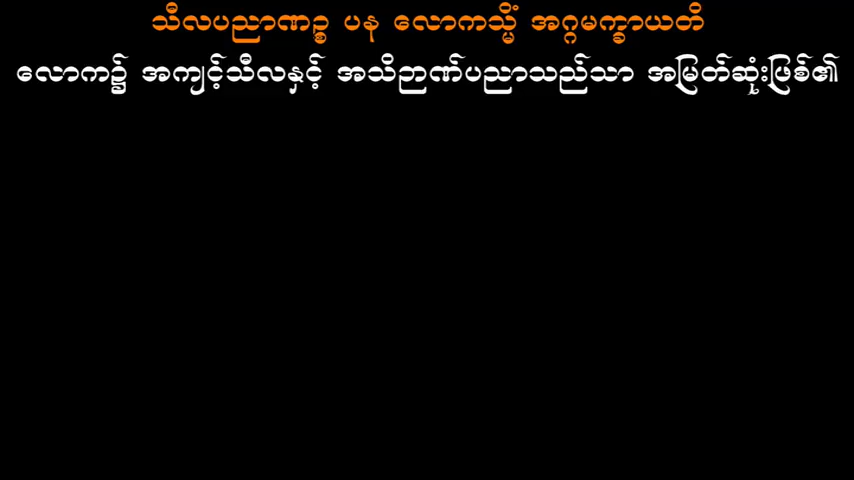 သီလပညာဏဉ္စ ပန လောကသ္မိံ အဂ္ဂမက္ခာယတိ
လောက၌ အကျင့်သီလနှင့် အသိဉာဏ်ပညာသည်သာ အမြတ်ဆုံးဖြစ်၏